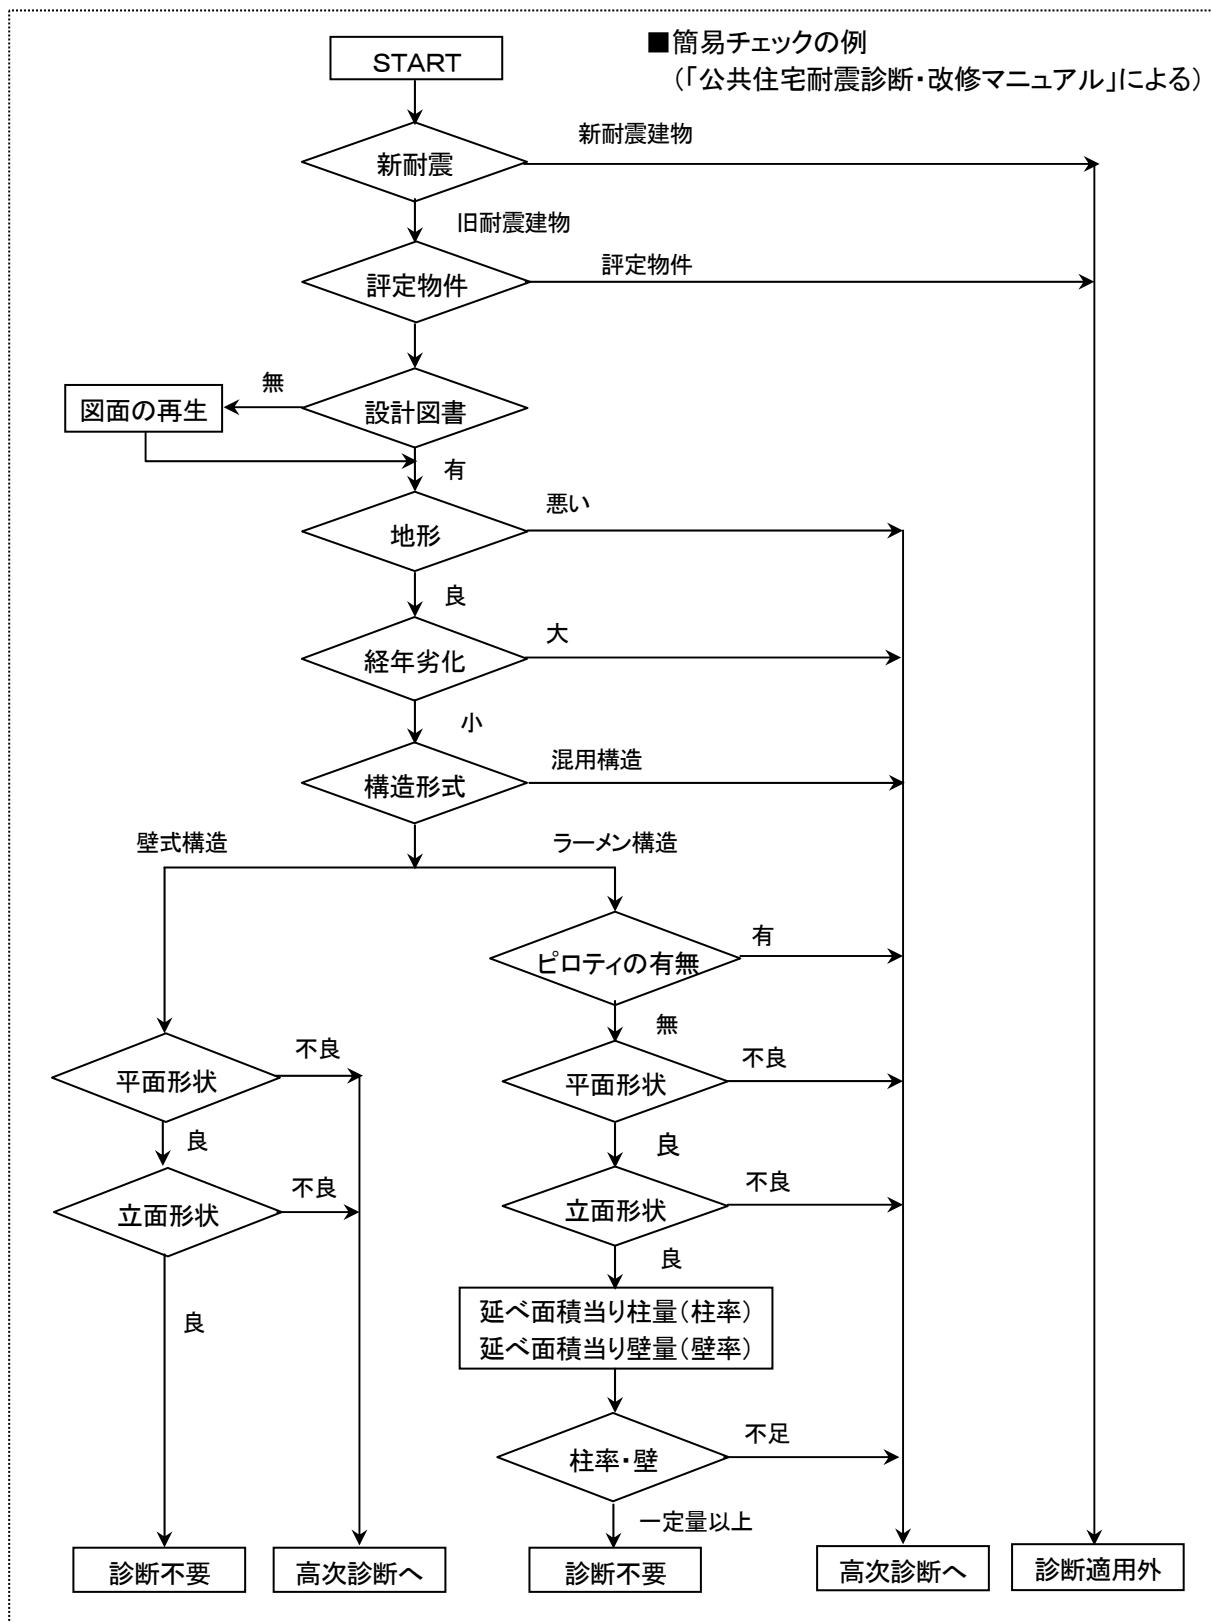 ■簡易チェックの例
（「公共住宅耐震診断・改修マニュアル」による）
START
新耐震
新耐震建物
旧耐震建物
評定物件
評定物件
設計図書
無
図面の再生
有
地形
悪い
良
経年劣化
大
小
構造形式
混用構造
壁式構造
ラーメン構造
ピロティの有無
有
無
平面形状
不良
平面形状
不良
良
良
立面形状
不良
立面形状
不良
良
良
延べ面積当り柱量（柱率）
延べ面積当り壁量（壁率）
柱率・壁
不足
一定量以上
診断不要
高次診断へ
診断不要
高次診断へ
診断適用外